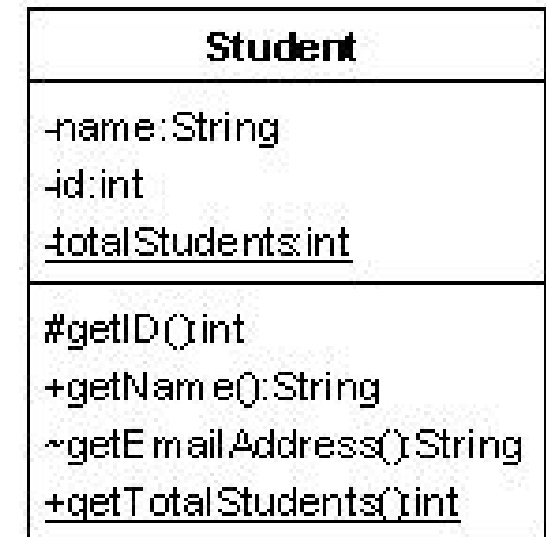 Student
-name:String
-id:int
-totalStudents:int
#getID():int
+getName():String
~getEmailAddress():String
+getTotalStudents():int